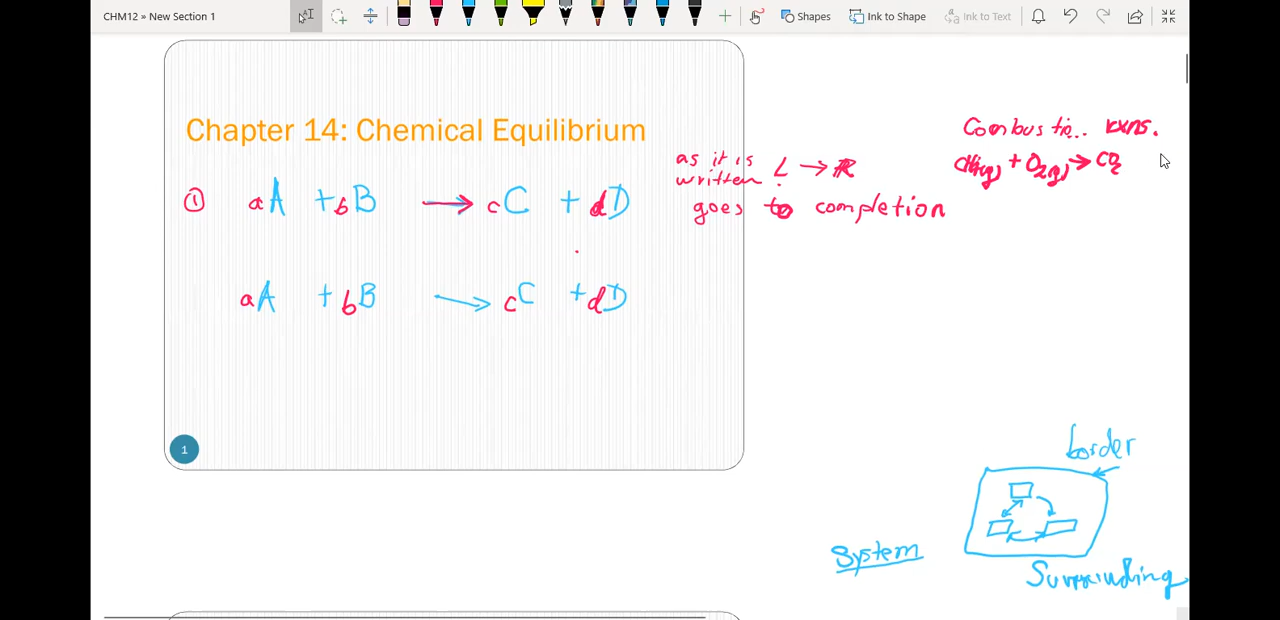 CHM12 » New Section 1
Shapes
Ink to Shape
Ink to Text
Chapter 14: Chemical Equilibrium
① aA + bB → cC + dD
as it is
written L → R
goes to completion
Combustio.. rxns.
CH4(g) + O2(g) → CO2
aA + bB → cC + dD
1
border
System
Surrounding